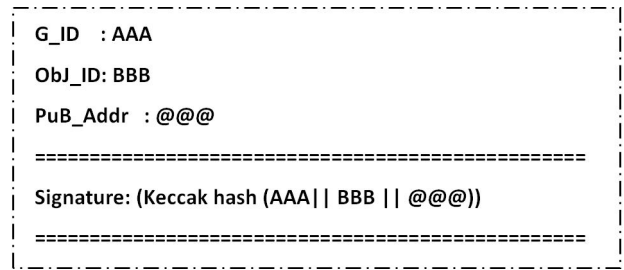 G_ID : AAA
ObJ_ID: BBB
PuB_Addr : @@@
====================================================
Signature: (Keccak hash (AAA|| BBB || @@@))
====================================================